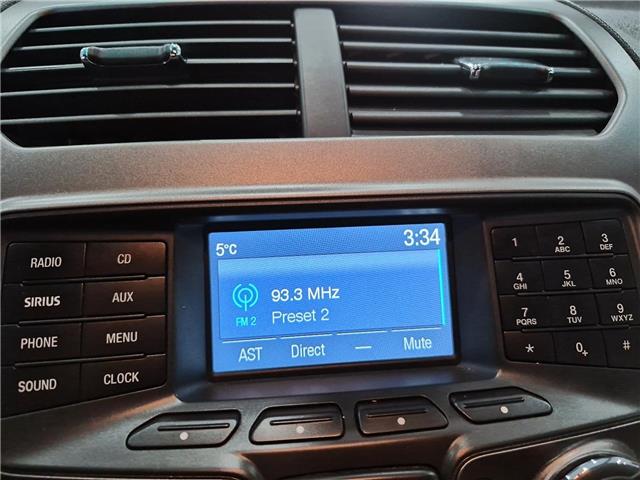 5°C 3:34
93.3 MHz
FM 2 Preset 2
AST Direct — Mute
RADIO CD
SIRIUS AUX
PHONE MENU
SOUND CLOCK
1 2 ABC 3 DEF
4 GHI 5 JKL 6 MNO
7 PQRS 8 TUV 9 WXYZ
* 0+ #